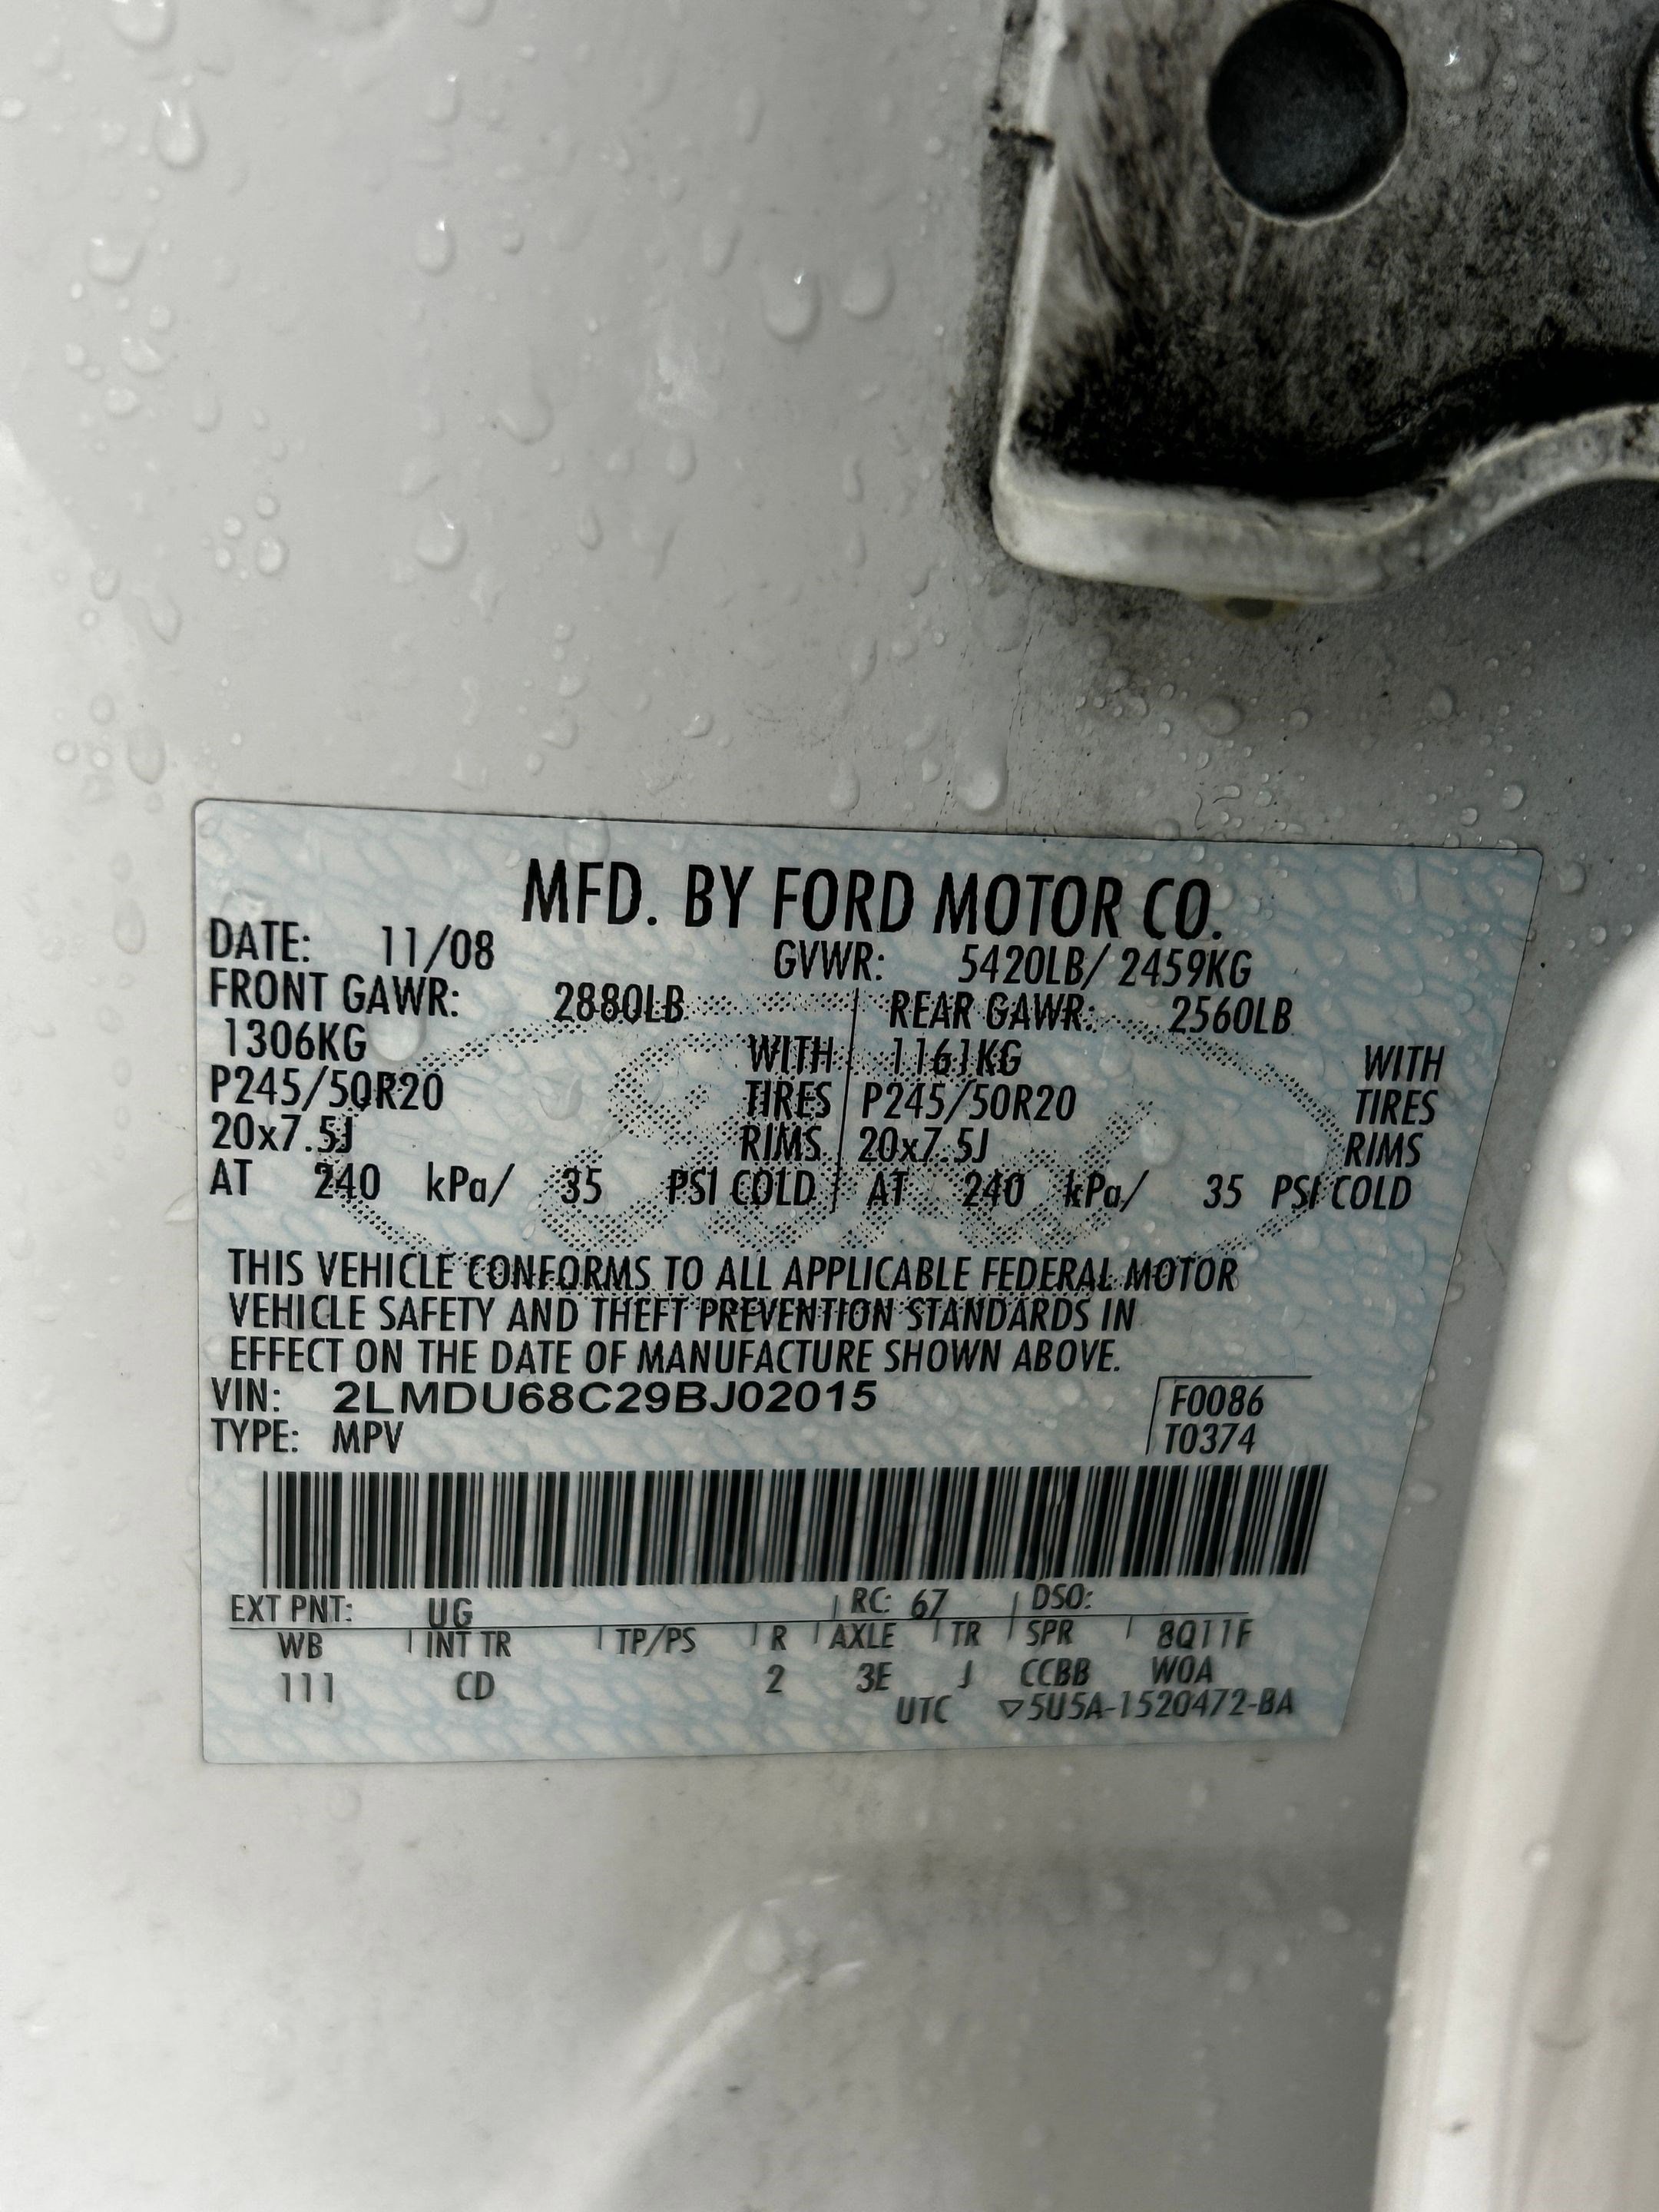 MFD. BY FORD MOTOR CO.
DATE: 11/08 GVWR: 5420LB/ 2459KG
FRONT GAWR: 2880LB REAR GAWR: 2560LB
1306KG WITH 1161KG WITH
P245/50R20 TIRES P245/50R20 TIRES
20x7.5J RIMS 20x7.5J RIMS
AT 240 kPa/ 35 PSI COLD AT 240 kPa/ 35 PSI COLD
THIS VEHICLE CONFORMS TO ALL APPLICABLE FEDERAL MOTOR
VEHICLE SAFETY AND THEFT PREVENTION STANDARDS IN
EFFECT ON THE DATE OF MANUFACTURE SHOWN ABOVE.
VIN: 2LMDU68C29BJ02015 F0086
TYPE: MPV T0374
EXT PNT: UG RC: 67 DSO:
WB INT TR TP/PS R AXLE TR SPR 8Q11F
111 CD 2 3E J CCBB WOA
UTC ▽5U5A-1520472-BA